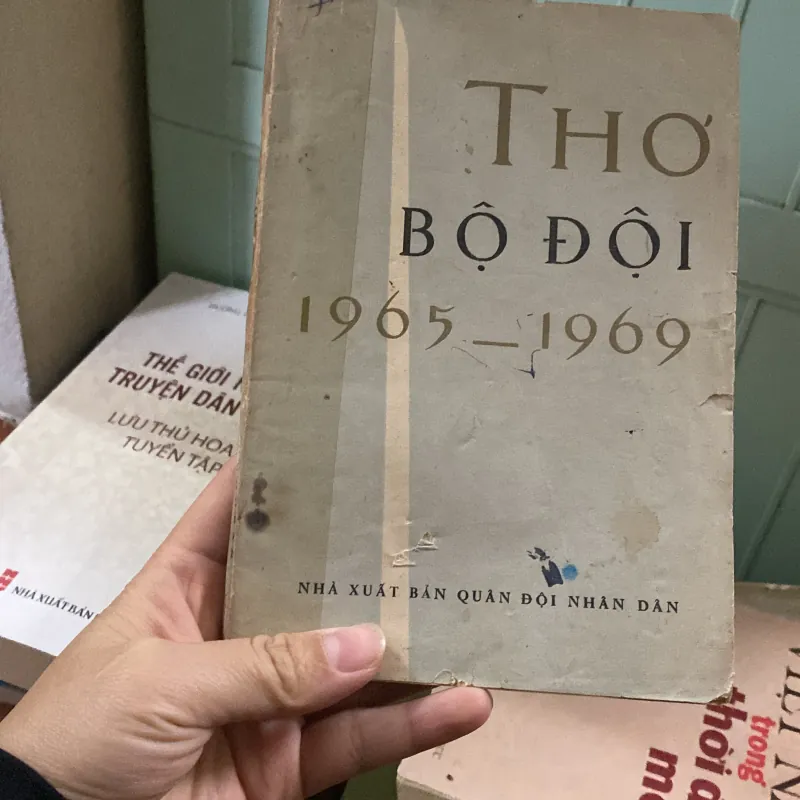 THƠ
BỘ ĐỘI
1965 — 1969
NHÀ XUẤT BẢN QUÂN ĐỘI NHÂN DÂN
THẾ GIỚI
TRUYỆN DÂN
LƯU THỦ HOA
TUYỂN TẬP
NHÀ XUẤT BẢN
VIỆT
trong
thời